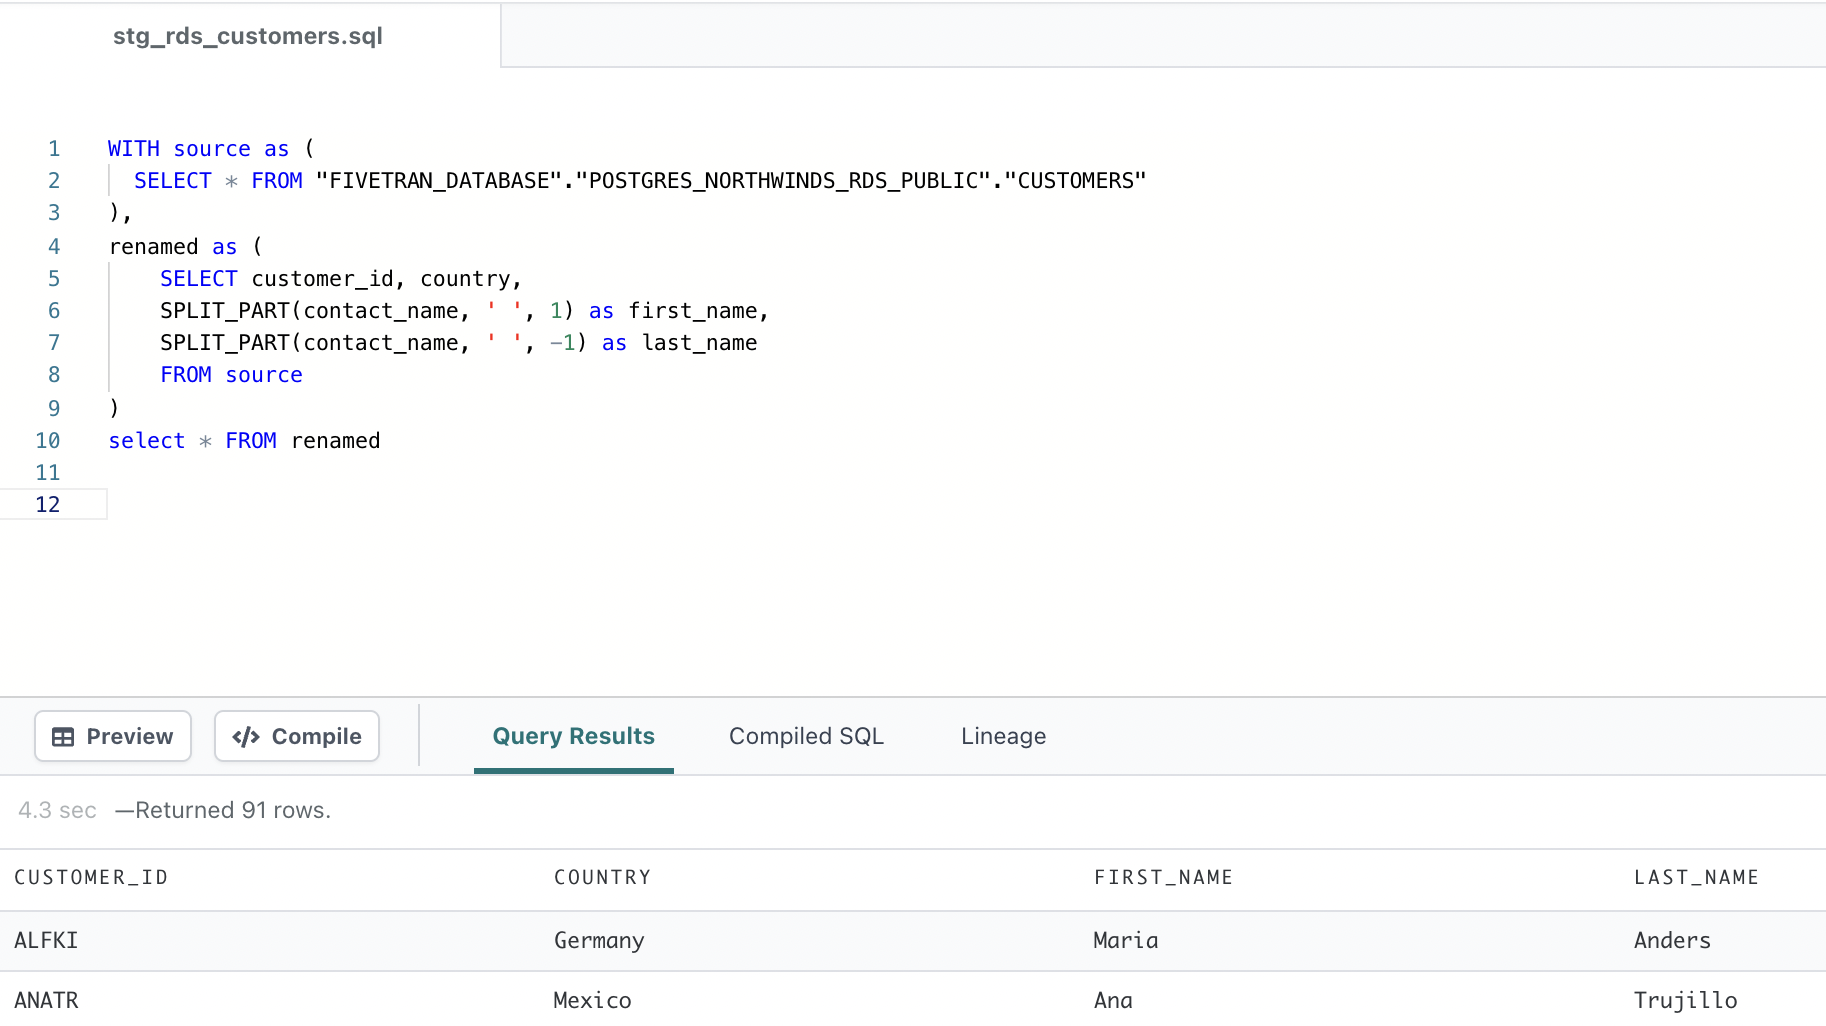 stg_rds_customers.sql
1 WITH source as (
2 SELECT * FROM "FIVETRAN_DATABASE"."POSTGRES_NORTHWINDS_RDS_PUBLIC"."CUSTOMERS"
3 ),
4 renamed as (
5 SELECT customer_id, country,
6 SPLIT_PART(contact_name, ' ', 1) as first_name,
7 SPLIT_PART(contact_name, ' ', -1) as last_name
8 FROM source
9 )
10 select * FROM renamed
11
12
Preview </> Compile Query Results Compiled SQL Lineage
4.3 sec —Returned 91 rows.
CUSTOMER_ID COUNTRY FIRST_NAME LAST_NAME
ALFKI Germany Maria Anders
ANATR Mexico Ana Trujillo